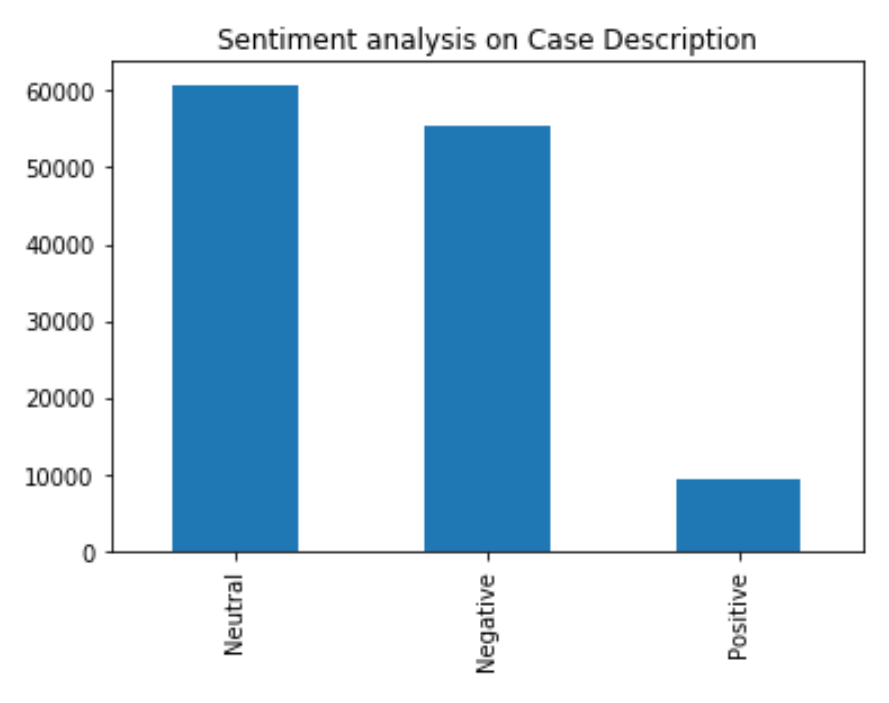 Sentiment analysis on Case Description
60000
50000
40000
30000
20000
10000
0
Neutral
Negative
Positive